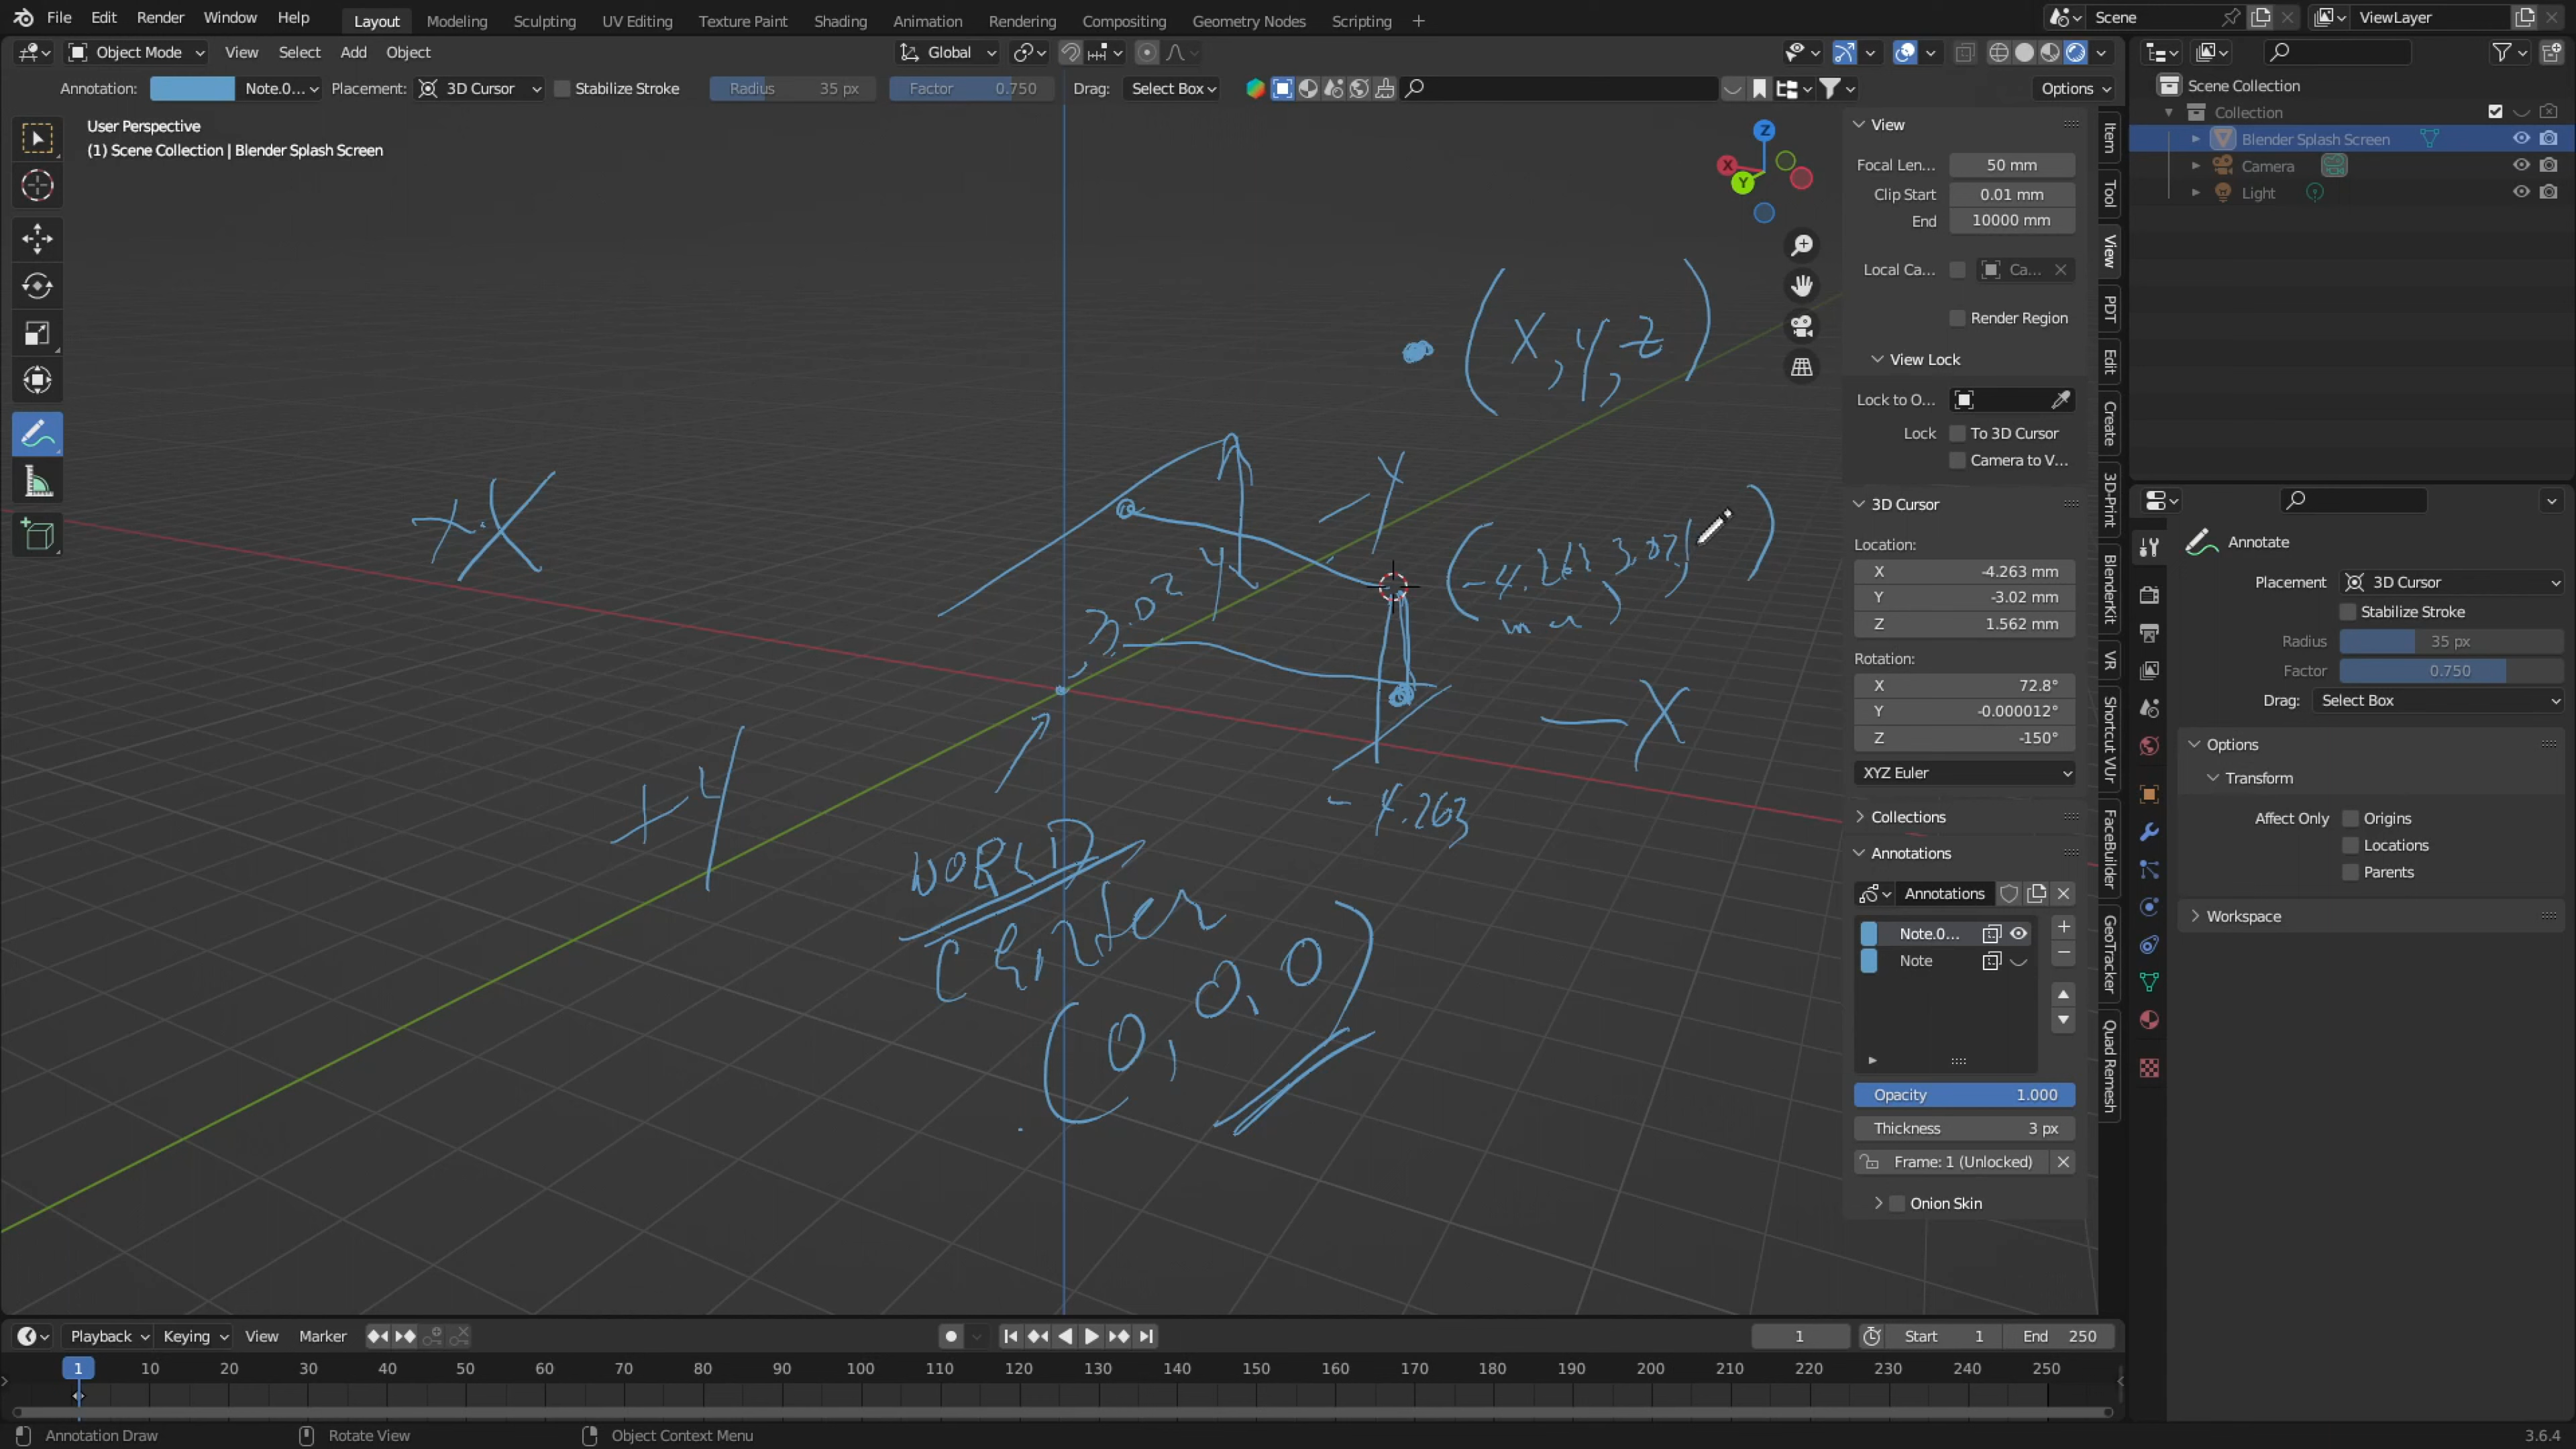 File Edit Render Window Help Layout Modeling Sculpting UV Editing Texture Paint Shading Animation Rendering Compositing Geometry Nodes Scripting + Scene ViewLayer
Object Mode View Select Add Object Global
Annotation: Note.0... Placement: 3D Cursor Stabilize Stroke Radius 35 px Factor 0.750 Drag: Select Box Options
User Perspective
(1) Scene Collection | Blender Splash Screen
Z
X
Y
(X, y, z)
-Y
+X
3.02 y
(-4.263
mm
-X
-4.263
+y
WORLD
Center
(0, 0, 0)
View
Focal Len... 50 mm
Clip Start 0.01 mm
End 10000 mm
Local Ca... Ca...
Render Region
View Lock
Lock to O...
Lock To 3D Cursor
Camera to V...
3D Cursor
Location:
X -4.263 mm
Y -3.02 mm
Z 1.562 mm
Rotation:
X 72.8°
Y -0.000012°
Z -150°
XYZ Euler
Collections
Annotations
Annotations
Note.0...
Note
Opacity 1.000
Thickness 3 px
Frame: 1 (Unlocked)
Onion Skin
Item
Tool
View
PDT
Edit
Create
3D-Print
BlenderKit
VR
Shortcut VUr
FaceBuilder
GeoTracker
Quad Remesh
Scene Collection
Collection
Blender Splash Screen
Camera
Light
Annotate
Placement 3D Cursor
Stabilize Stroke
Radius 35 px
Factor 0.750
Drag: Select Box
Options
Transform
Affect Only Origins
Locations
Parents
Workspace
Playback Keying View Marker 1 Start 1 End 250
1 10 20 30 40 50 60 70 80 90 100 110 120 130 140 150 160 170 180 190 200 210 220 230 240 250
Annotation Draw Rotate View Object Context Menu 3.6.4